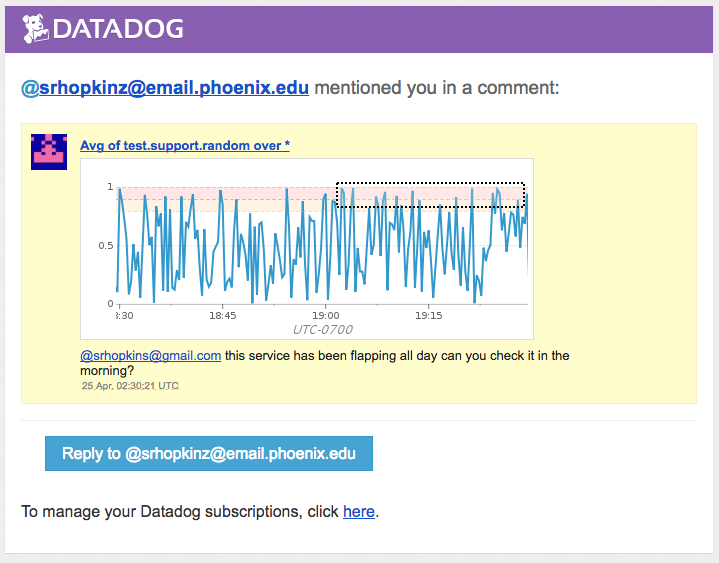 DATADOG
@srhopkinz@email.phoenix.edu mentioned you in a comment:
Avg of test.support.random over *
1
0.5
0
:30 18:45 19:00 19:15
UTC-0700
@srhopkins@gmail.com this service has been flapping all day can you check it in the
morning?
25 Apr, 02:30:21 UTC
Reply to @srhopkinz@email.phoenix.edu
To manage your Datadog subscriptions, click here.